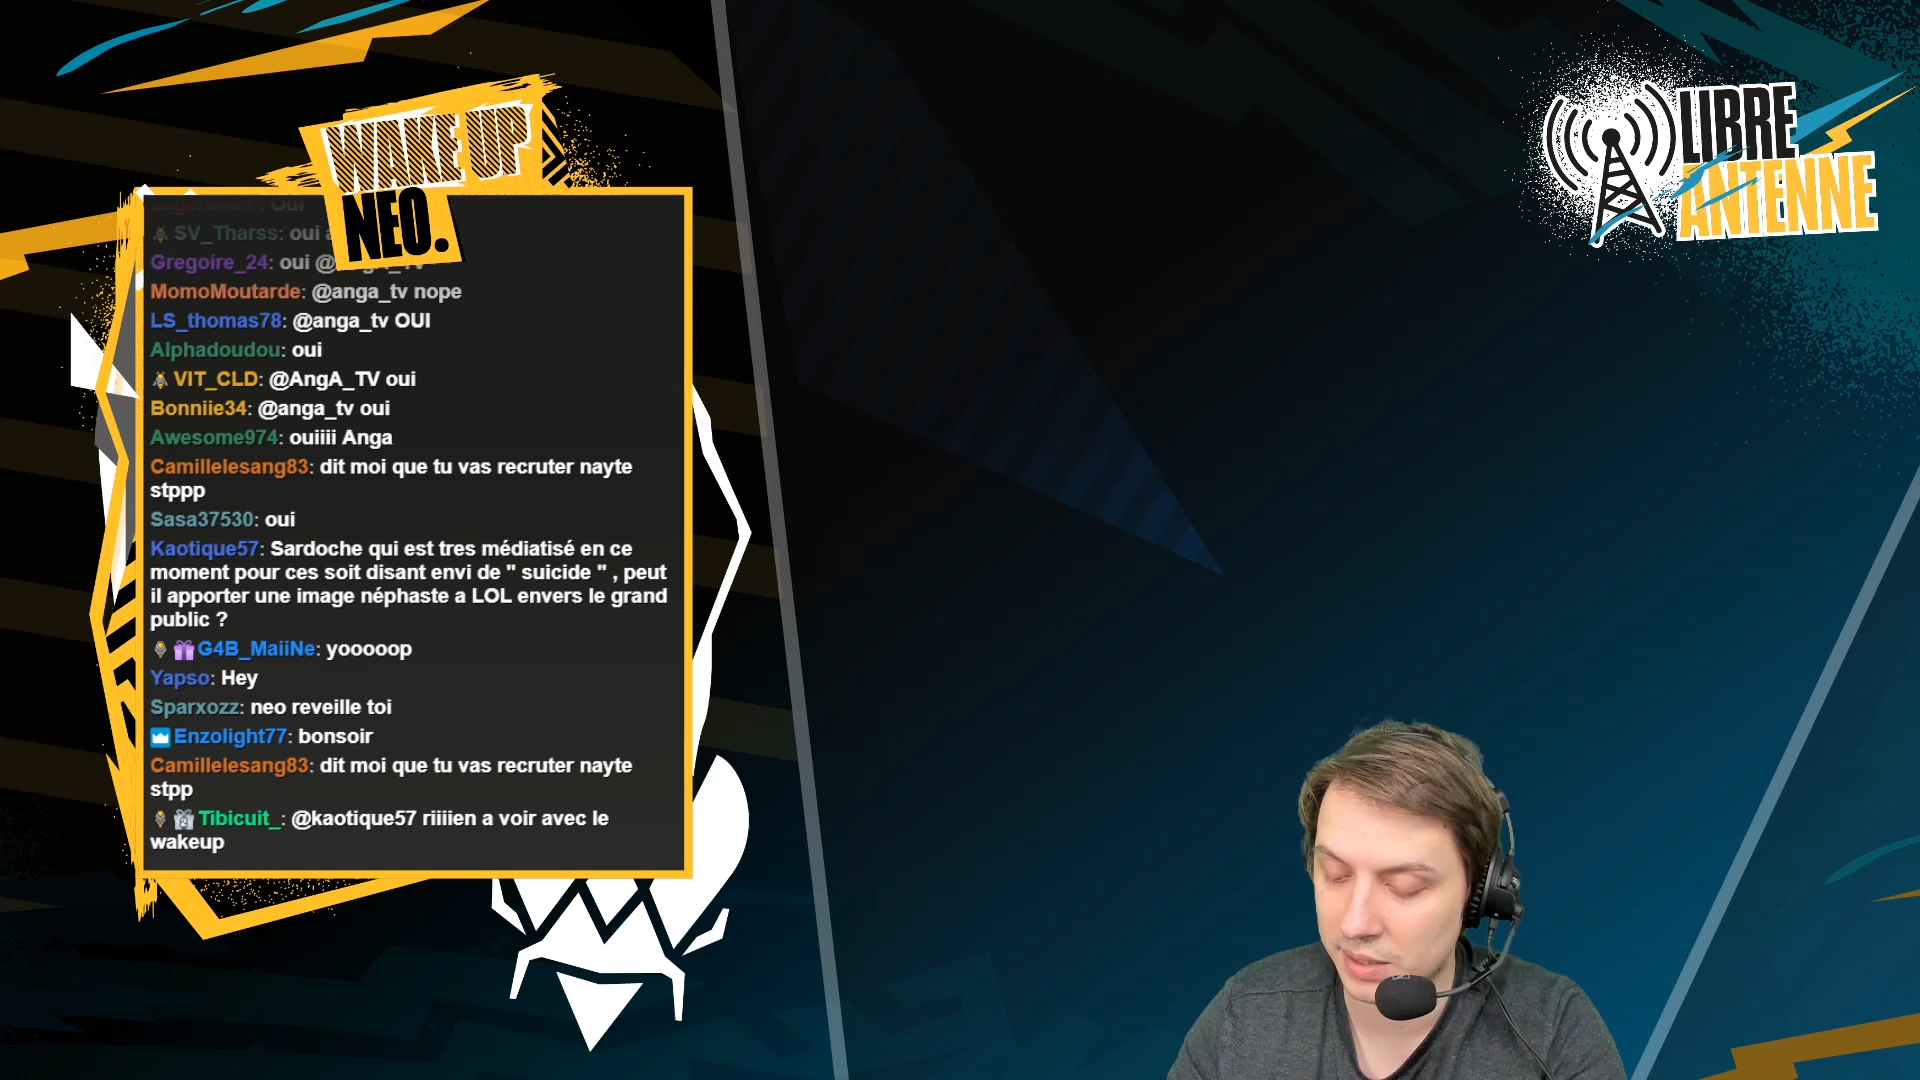 WAKE UP
NEO.
LIBRE
ANTENNE
Oui
SV_Tharss: oui
Gregoire_24: oui @
MomoMoutarde: @anga_tv nope
LS_thomas78: @anga_tv OUI
Alphadoudou: oui
VIT_CLD: @AngA_TV oui
Bonniie34: @anga_tv oui
Awesome974: ouiiii Anga
Camillelesang83: dit moi que tu vas recruter nayte
stppp
Sasa37530: oui
Kaotique57: Sardoche qui est tres médiatisé en ce
moment pour ces soit disant envi de " suicide " , peut
il apporter une image néphaste a LOL envers le grand
public ?
G4B_MaiiNe: yooooop
Yapso: Hey
Sparxozz: neo reveille toi
Enzolight77: bonsoir
Camillelesang83: dit moi que tu vas recruter nayte
stpp
Tibicuit_: @kaotique57 riiiien a voir avec le
wakeup